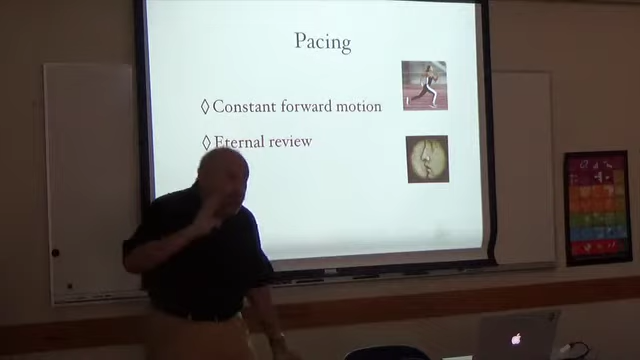 Pacing
◊ Constant forward motion
◊ Eternal review